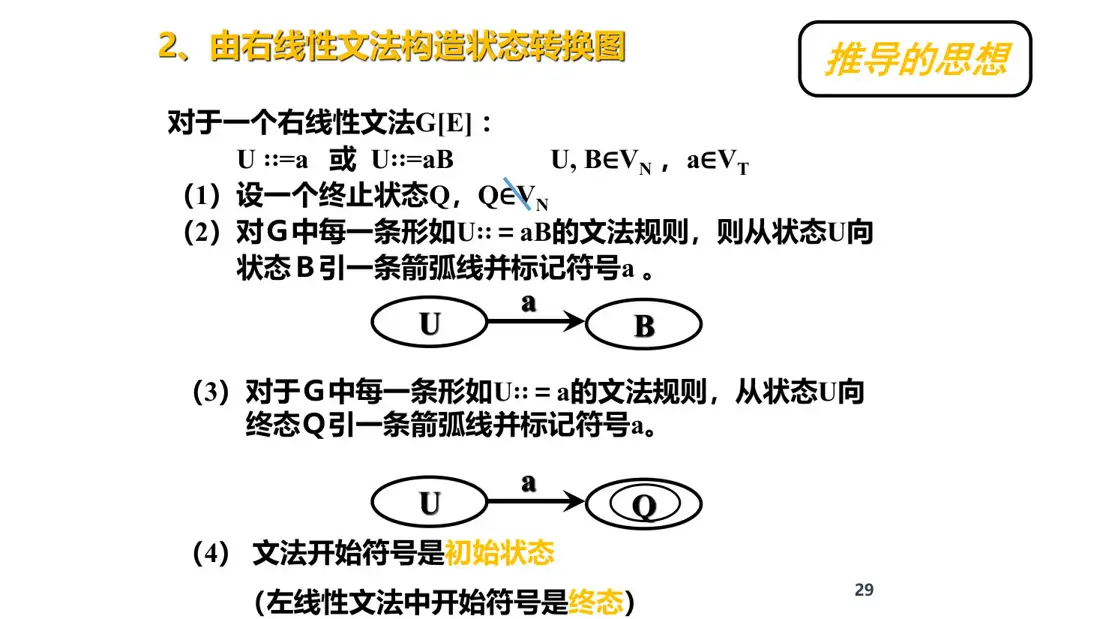 2、由右线性文法构造状态转换图
推导的思想
对于一个右线性文法G[E]：
U ::=a 或 U::=aB U, B∈VN ，a∈VT
（1）设一个终止状态Q，Q∉VN
（2）对G中每一条形如U::＝aB的文法规则，则从状态U向
状态B引一条箭弧线并标记符号a 。
U a B
（3）对于G中每一条形如U::＝a的文法规则，从状态U向
终态Q引一条箭弧线并标记符号a。
U a Q
（4） 文法开始符号是初始状态
（左线性文法中开始符号是终态）
29